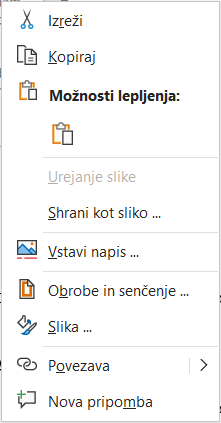 Izreži
Kopiraj
Možnosti lepljenja:
Urejanje slike
Shrani kot sliko ...
Vstavi napis ...
Obrobe in senčenje ...
Slika ...
Povezava
Nova pripomba